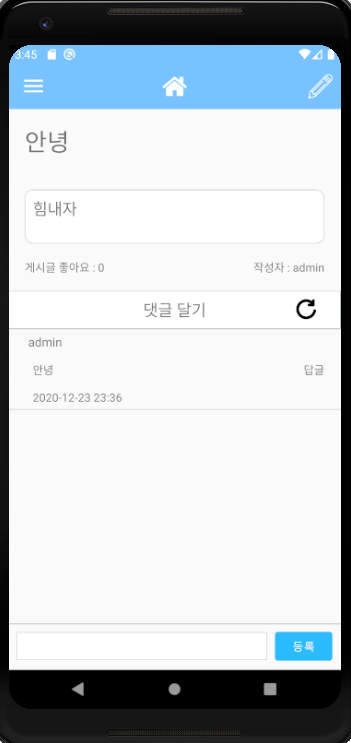 3:45
안녕
힘내자
게시글 좋아요 : 0 작성자 : admin
댓글 달기
admin
안녕 답글
2020-12-23 23:36
등록